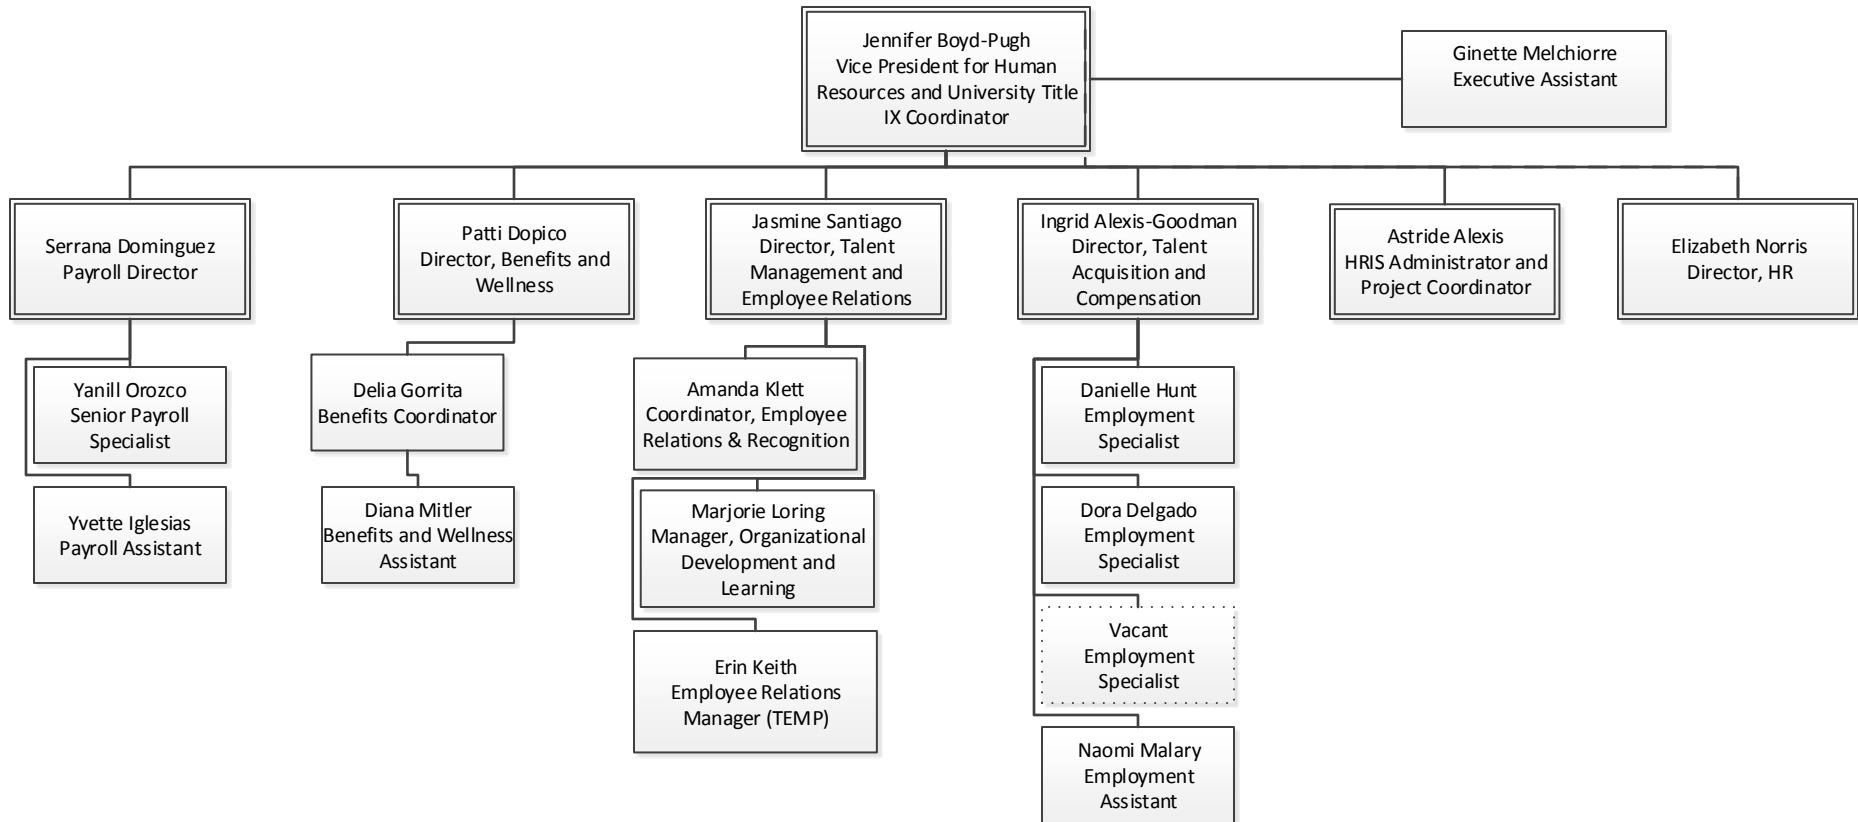 Jennifer Boyd-Pugh
Vice President for Human
Resources and University Title
IX Coordinator
Ginette Melchiorre
Executive Assistant
Serrana Dominguez
Payroll Director
Patti Dopico
Director, Benefits and
Wellness
Jasmine Santiago
Director, Talent
Management and
Employee Relations
Ingrid Alexis-Goodman
Director, Talent
Acquisition and
Compensation
Astride Alexis
HRIS Administrator and
Project Coordinator
Elizabeth Norris
Director, HR
Yanill Orozco
Senior Payroll
Specialist
Yvette Iglesias
Payroll Assistant
Delia Gorrita
Benefits Coordinator
Diana Mitler
Benefits and Wellness
Assistant
Amanda Klett
Coordinator, Employee
Relations & Recognition
Marjorie Loring
Manager, Organizational
Development and
Learning
Erin Keith
Employee Relations
Manager (TEMP)
Danielle Hunt
Employment
Specialist
Dora Delgado
Employment
Specialist
Vacant
Employment
Specialist
Naomi Malary
Employment
Assistant